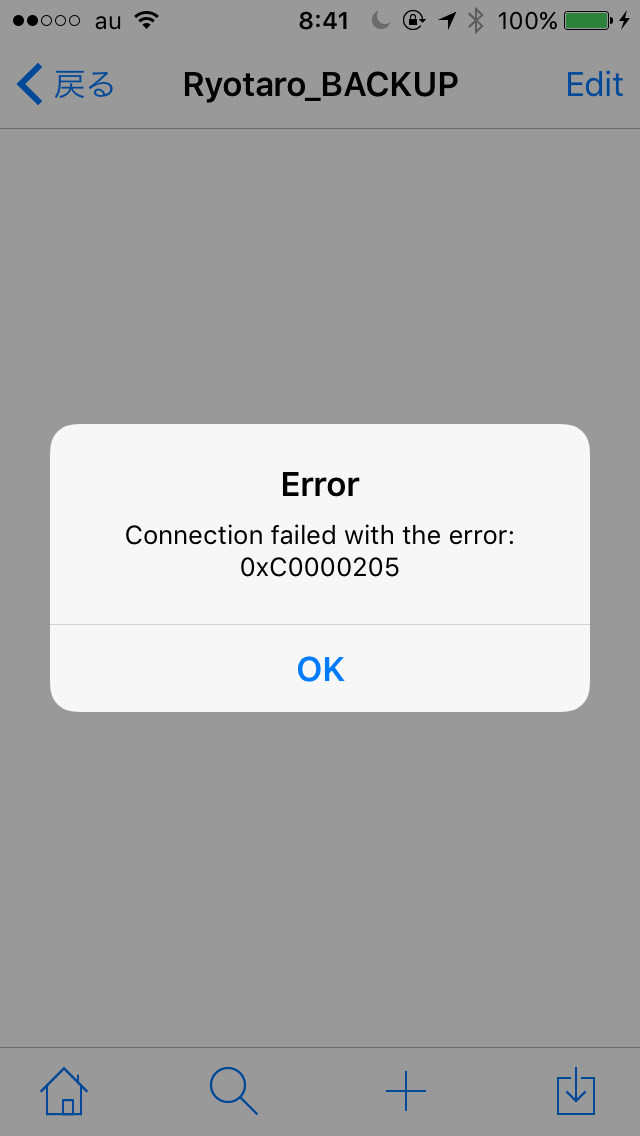 au 8:41 100%
戻る Ryotaro_BACKUP Edit
Error
Connection failed with the error:
0xC0000205
OK